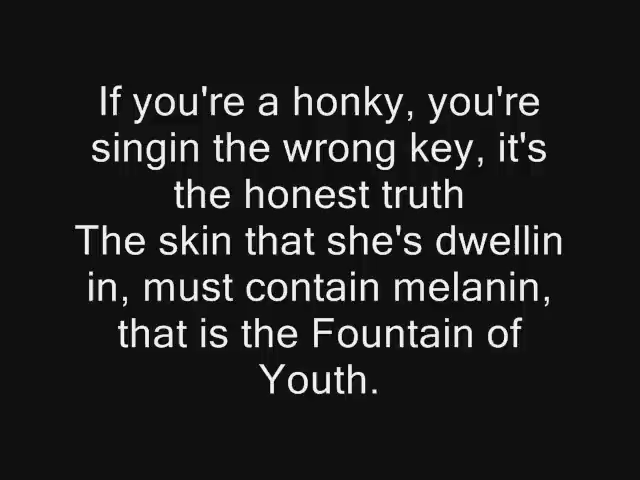 If you're a honky, you're
singin the wrong key, it's
the honest truth
The skin that she's dwellin
in, must contain melanin,
that is the Fountain of
Youth.